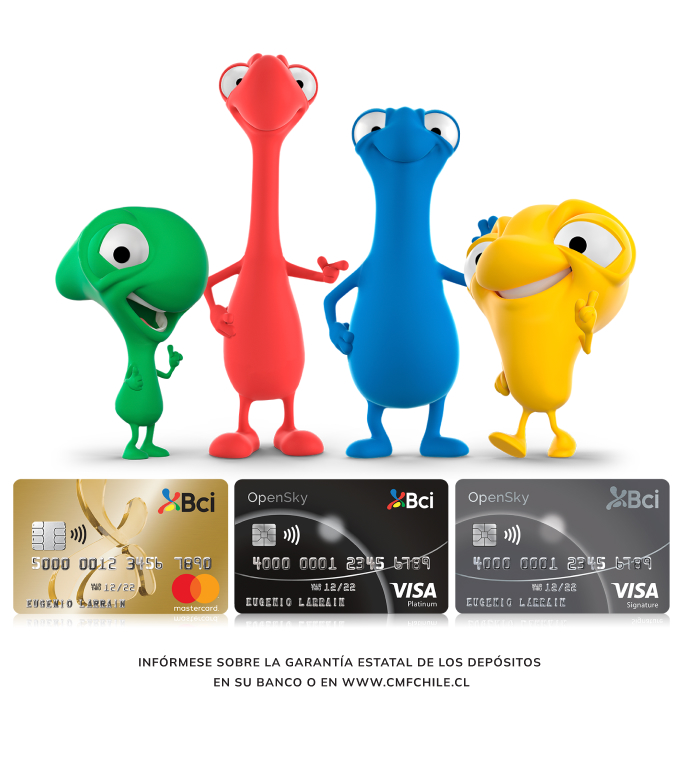 Bci
5000 0012 3456 7890
12/22
EUGENIO LARRAIN
mastercard
OpenSky
Bci
4000 0001 2345 6789
12/22
EUGENIO LARRAIN
VISA
Platinum
OpenSky
Bci
4000 0001 2345 6789
12/22
EUGENIO LARRAIN
VISA
Signature
INFÓRMESE SOBRE LA GARANTÍA ESTATAL DE LOS DEPÓSITOS
EN SU BANCO O EN WWW.CMFCHILE.CL